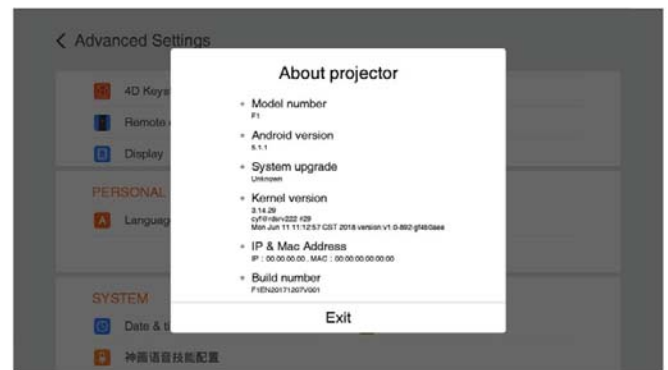 Advanced Settings
About projector
4D Keys
Model number
F1
Remote
Android version
5.1.1
Display
System upgrade
Unknown
PERSONAL
Kernel version
3.14.29
Languag
Mon Jun 11 11:12:57 CST 2018 version v1.0-892-gf460aee
IP & Mac Address
IP : 00.00.00.00 , MAC : 00:00:00:00:00:00
Build number
F1EN20171207V001
SYSTEM
Exit
Date & ti
神画语音技能配置